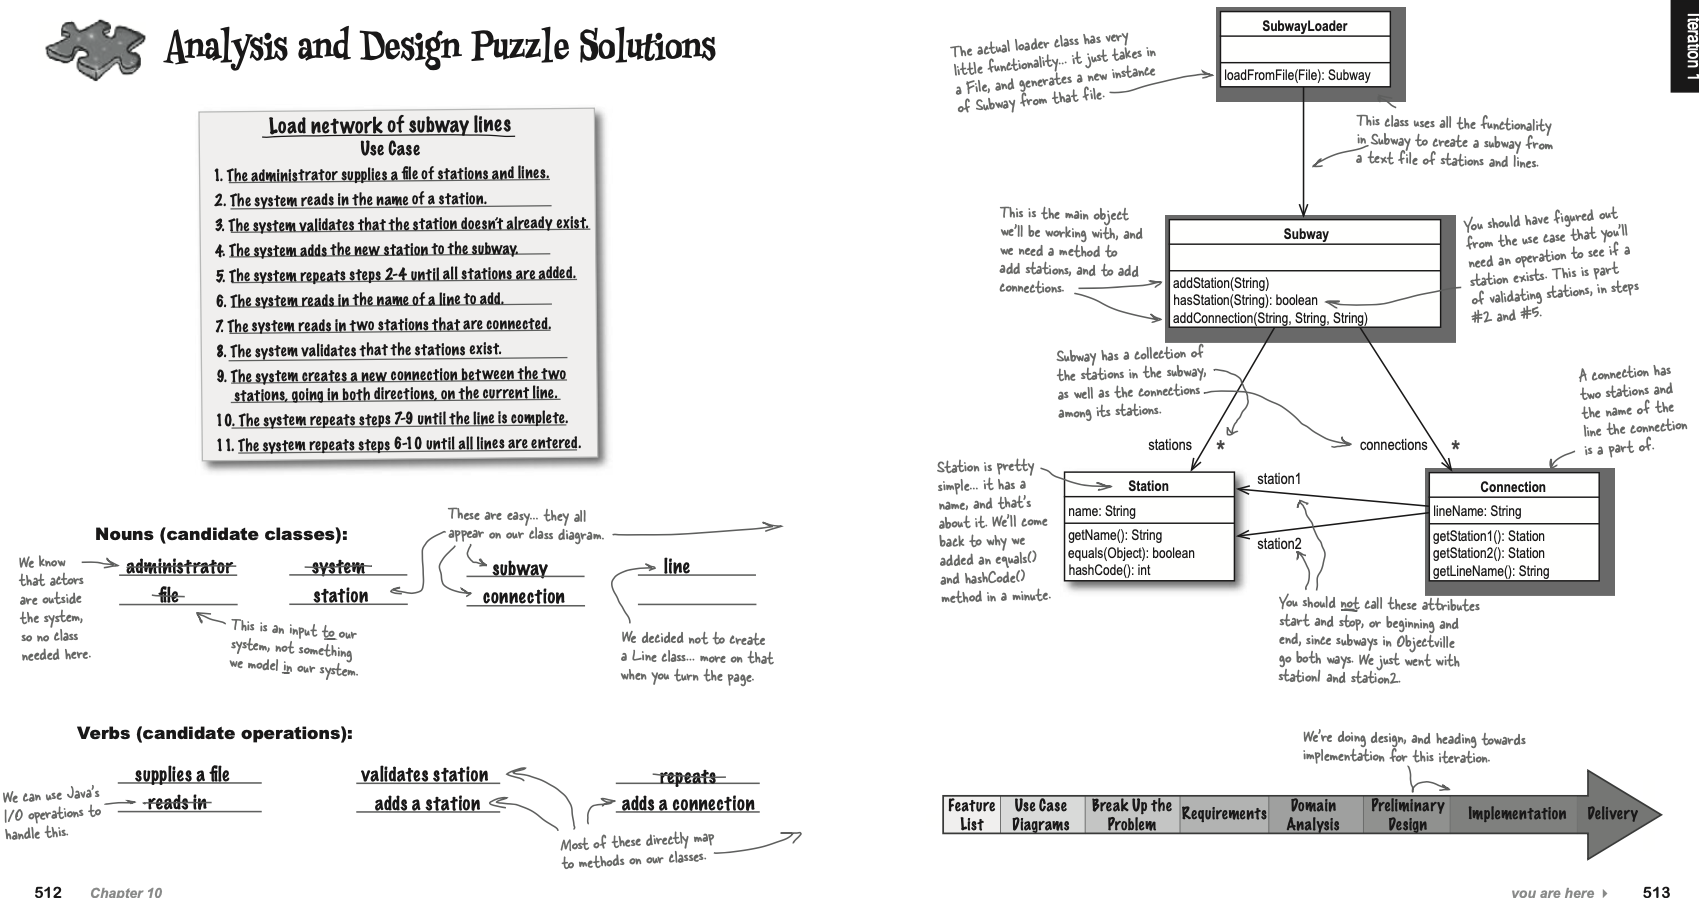 Analysis and Design Puzzle Solutions
Load network of subway lines
Use Case
1. The administrator supplies a file of stations and lines.
2. The system reads in the name of a station.
3. The system validates that the station doesn't already exist.
4. The system adds the new station to the subway.
5. The system repeats steps 2-4 until all stations are added.
6. The system reads in the name of a line to add.
7. The system reads in two stations that are connected.
8. The system validates that the stations exist.
9. The system creates a new connection between the two
stations, going in both directions, on the current line.
10. The system repeats steps 7-9 until the line is complete.
11. The system repeats steps 6-10 until all lines are entered.
These are easy... they all
appear on our class diagram.
Nouns (candidate classes):
We know
that actors
are outside
the system,
so no class
needed here.
administrator
system
subway
line
file
station
connection
This is an input to our
system, not something
we model in our system.
We decided not to create
a Line class... more on that
when you turn the page.
Verbs (candidate operations):
supplies a file
validates station
repeats
reads in
adds a station
adds a connection
We can use Java's
I/O operations to
handle this.
Most of these directly map
to methods on our classes.
512
Chapter 10
Iteration 1
The actual loader class has very
little functionality... it just takes in
a File, and generates a new instance
of Subway from that file.
SubwayLoader
loadFromFile(File): Subway
This class uses all the functionality
in Subway to create a subway from
a text file of stations and lines.
This is the main object
we'll be working with, and
we need a method to
add stations, and to add
connections.
Subway
addStation(String)
hasStation(String): boolean
addConnection(String, String, String)
You should have figured out
from the use case that you'll
need an operation to see if a
station exists. This is part
of validating stations, in steps
#2 and #5.
Subway has a collection of
the stations in the subway,
as well as the connections
among its stations.
A connection has
two stations and
the name of the
line the connection
is a part of.
stations
*
connections
*
Station is pretty
simple... it has a
name, and that's
about it. We'll come
back to why we
added an equals()
and hashCode()
method in a minute.
Station
name: String
getName(): String
equals(Object): boolean
hashCode(): int
station1
station2
Connection
lineName: String
getStation1(): Station
getStation2(): Station
getLineName(): String
You should not call these attributes
start and stop, or beginning and
end, since subways in Objectville
go both ways. We just went with
station1 and station2.
We're doing design, and heading towards
implementation for this iteration.
Feature
List
Use Case
Diagrams
Break Up the
Problem
Requirements
Domain
Analysis
Preliminary
Design
Implementation
Delivery
you are here
513